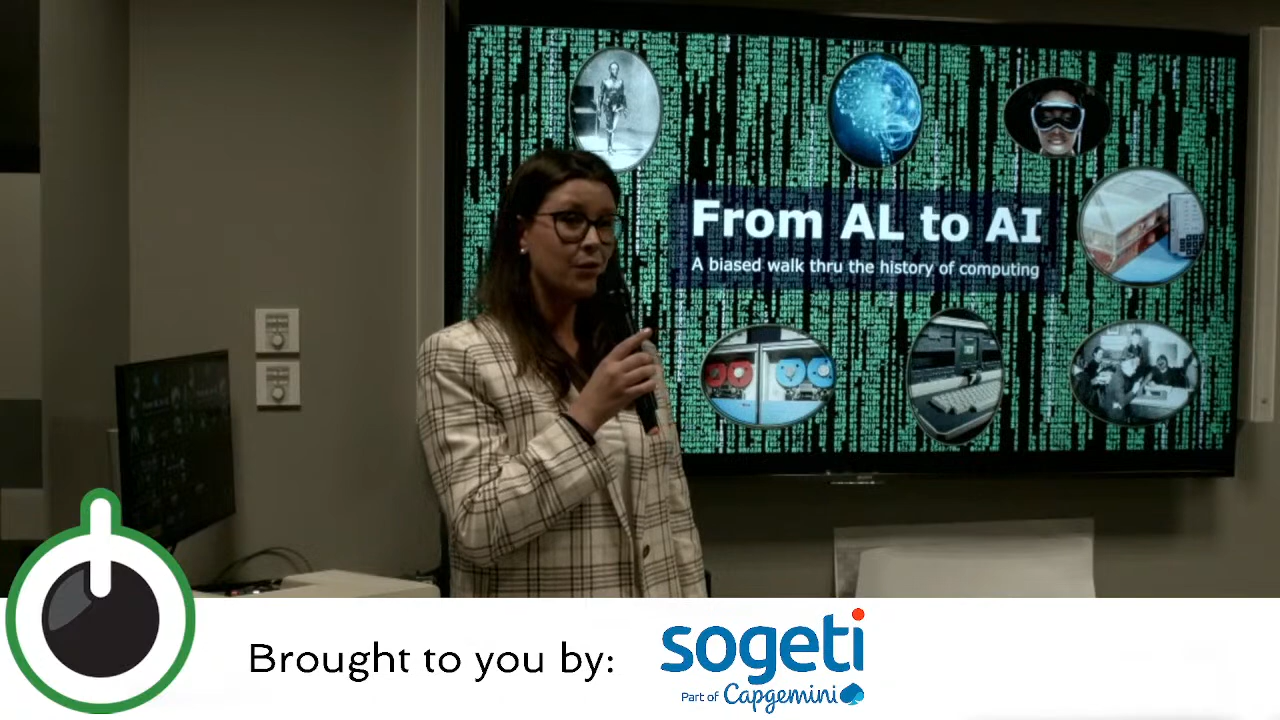 From AL to AI
A biased walk thru the history of computing
Brought to you by:
sogeti
Part of Capgemini